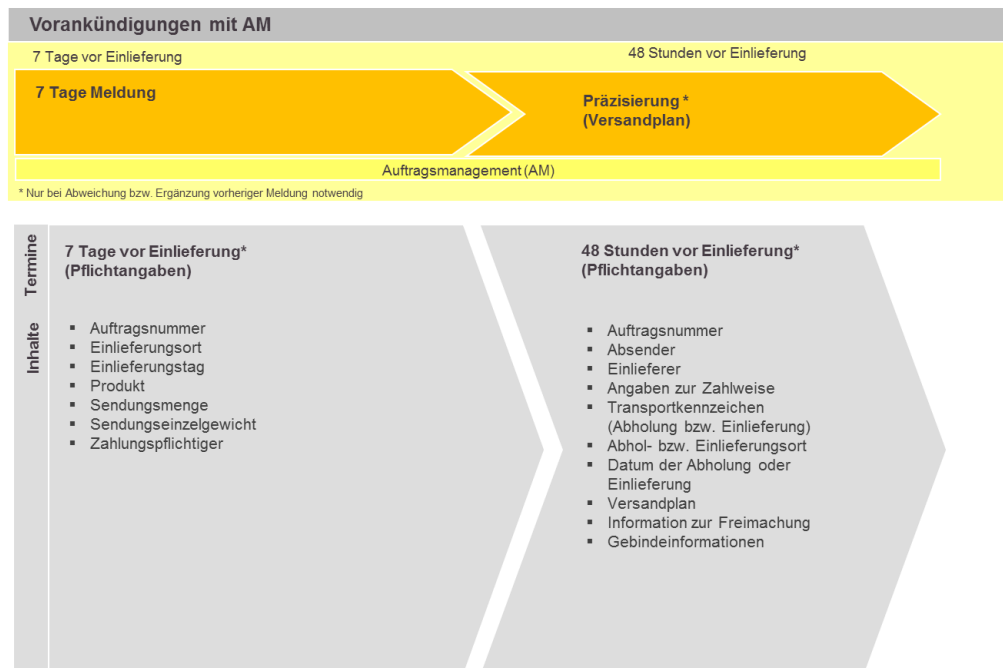 Vorankündigungen mit AM
7 Tage vor Einlieferung
48 Stunden vor Einlieferung
7 Tage Meldung
Präzisierung *
(Versandplan)
Auftragsmanagement (AM)
* Nur bei Abweichung bzw. Ergänzung vorheriger Meldung notwendig
Termine
7 Tage vor Einlieferung*
(Pflichtangaben)
48 Stunden vor Einlieferung*
(Pflichtangaben)
Inhalte
▪ Auftragsnummer
▪ Einlieferungsort
▪ Einlieferungstag
▪ Produkt
▪ Sendungsmenge
▪ Sendungseinzelgewicht
▪ Zahlungspflichtiger
▪ Auftragsnummer
▪ Absender
▪ Einlieferer
▪ Angaben zur Zahlweise
▪ Transportkennzeichen
(Abholung bzw. Einlieferung)
▪ Abhol- bzw. Einlieferungsort
▪ Datum der Abholung oder
Einlieferung
▪ Versandplan
▪ Information zur Freimachung
▪ Gebindeinformationen